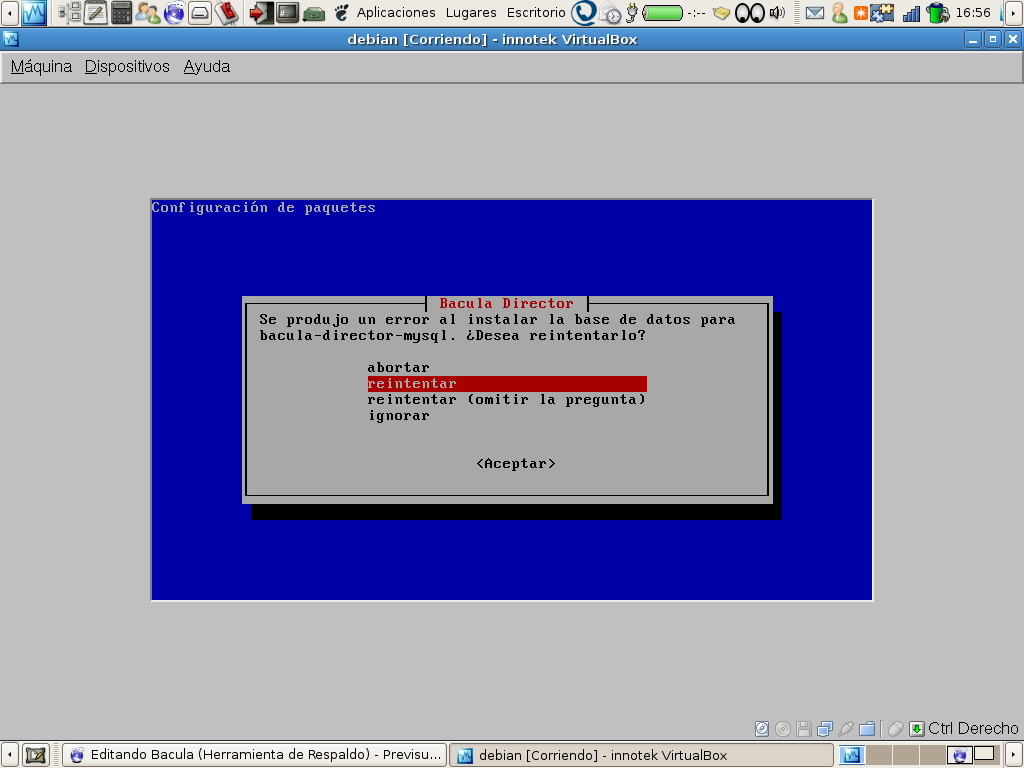 Aplicaciones Lugares Escritorio
-:--
16:56
debian [Corriendo] - innotek VirtualBox
Máquina Dispositivos Ayuda
Configuración de paquetes
Bacula Director
Se produjo un error al instalar la base de datos para
bacula-director-mysql. ¿Desea reintentarlo?
abortar
reintentar
reintentar (omitir la pregunta)
ignorar
<Aceptar>
Ctrl Derecho
Editando Bacula (Herramienta de Respaldo) - Previsu...
debian [Corriendo] - innotek VirtualBox